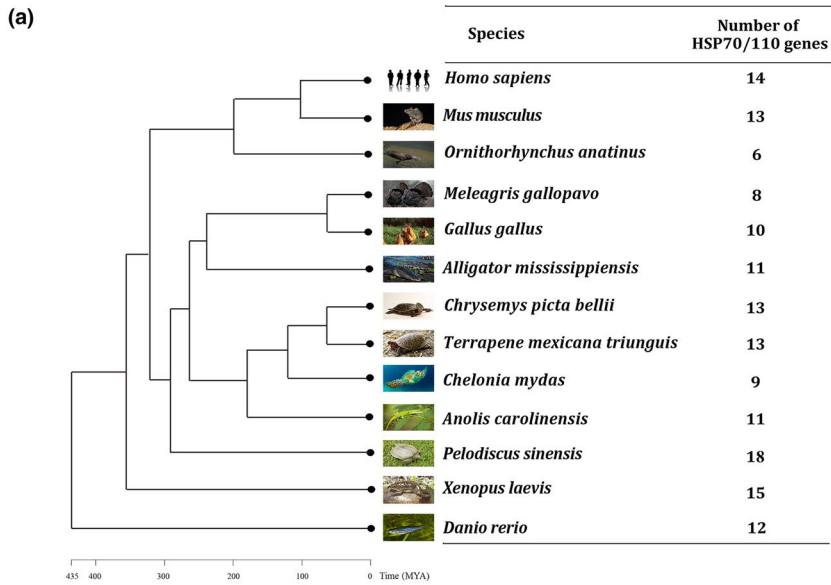 (a)
Species
Number of
HSP70/110 genes
Homo sapiens 14
Mus musculus 13
Ornithorhynchus anatinus 6
Meleagris gallopavo 8
Gallus gallus 10
Alligator mississippiensis 11
Chrysemys picta bellii 13
Terrapene mexicana triunguis 13
Chelonia mydas 9
Anolis carolinensis 11
Pelodiscus sinensis 18
Xenopus laevis 15
Danio rerio 12
435 400 300 200 100 0 Time (MYA)